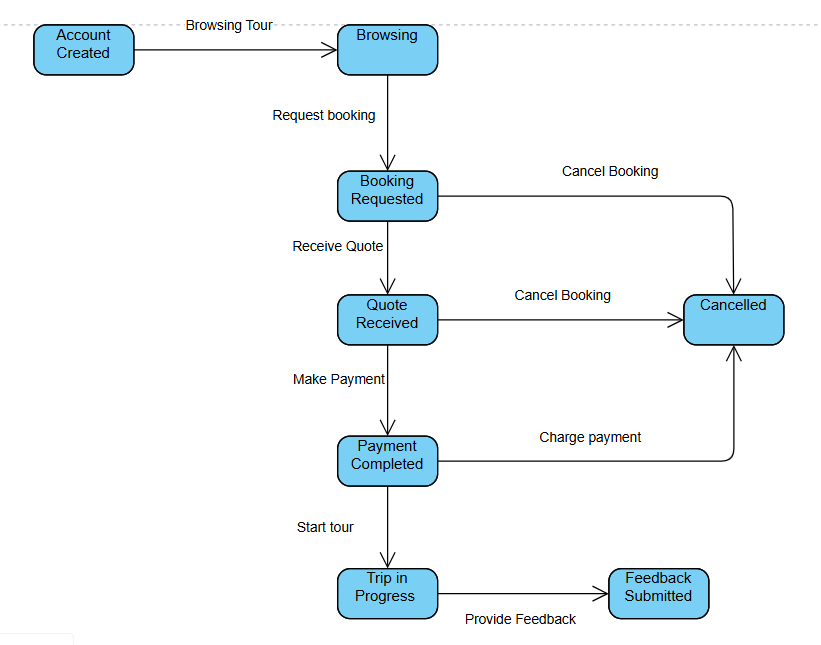 Browsing Tour
Account
Created
Browsing
Request booking
Booking
Requested
Cancel Booking
Receive Quote
Quote
Received
Cancel Booking
Cancelled
Make Payment
Payment
Completed
Charge payment
Start tour
Trip in
Progress
Feedback
Submitted
Provide Feedback